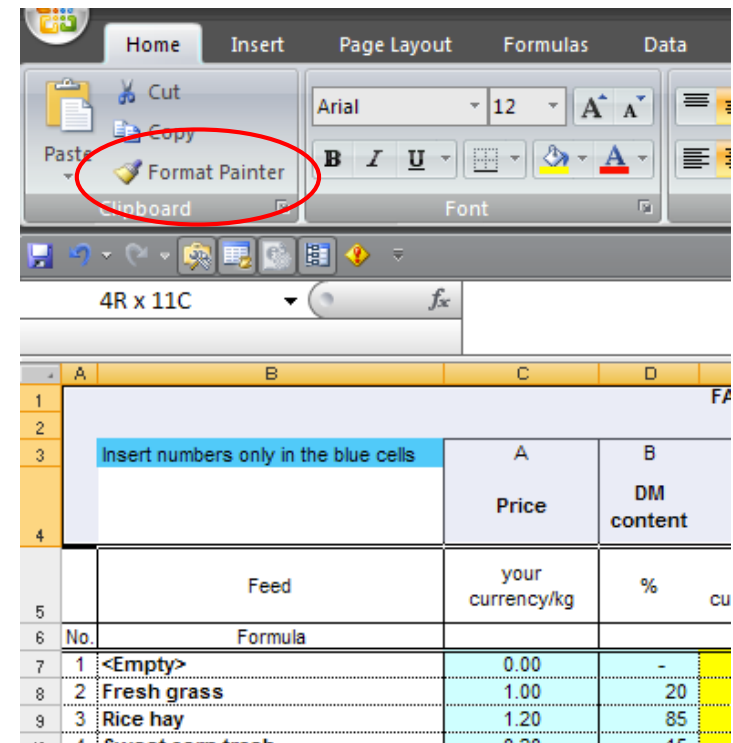 Home Insert Page Layout Formulas Data
Cut
Copy
Paste
Format Painter
Clipboard
Arial 12 A A
B I U A
Font
4R x 11C fx
A B C D
1 FA
2
3 Insert numbers only in the blue cells A B
4 Price DM content
5 Feed your currency/kg % cu
6 No. Formula
7 1 <Empty> 0.00 -
8 2 Fresh grass 1.00 20
9 3 Rice hay 1.20 85